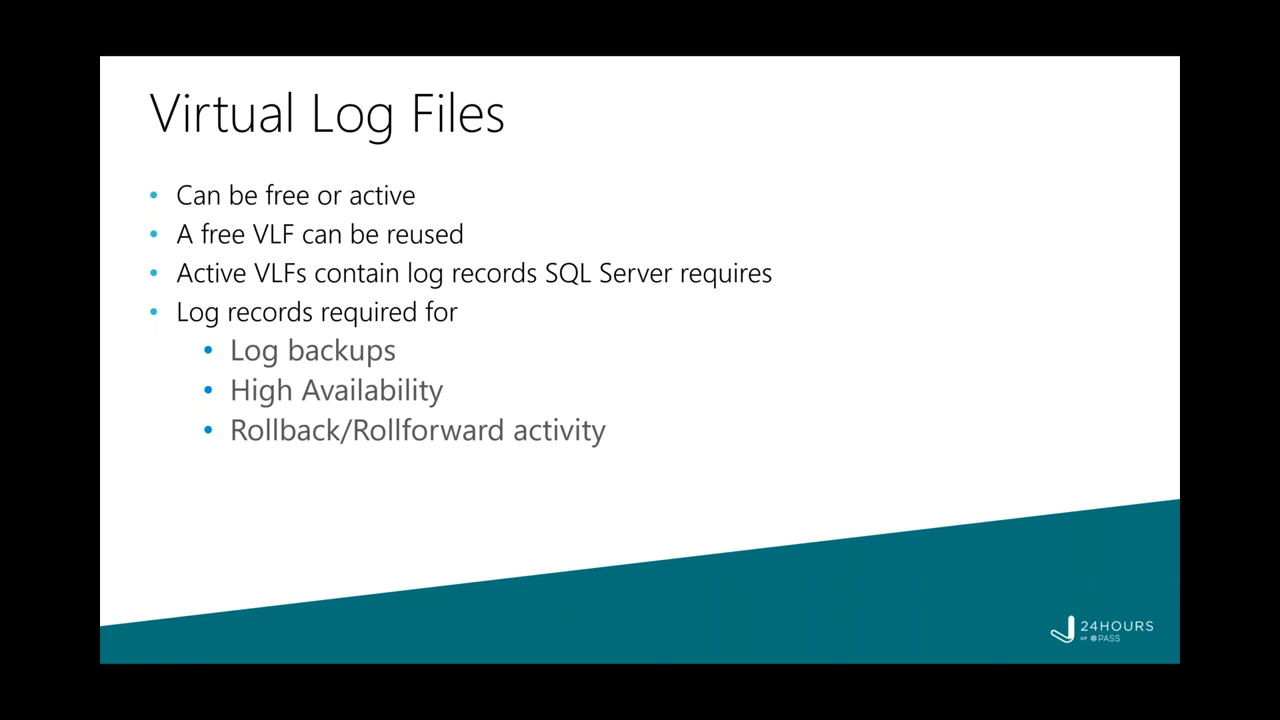 Virtual Log Files
• Can be free or active
• A free VLF can be reused
• Active VLFs contain log records SQL Server requires
• Log records required for
• Log backups
• High Availability
• Rollback/Rollforward activity
24HOURS
OF PASS